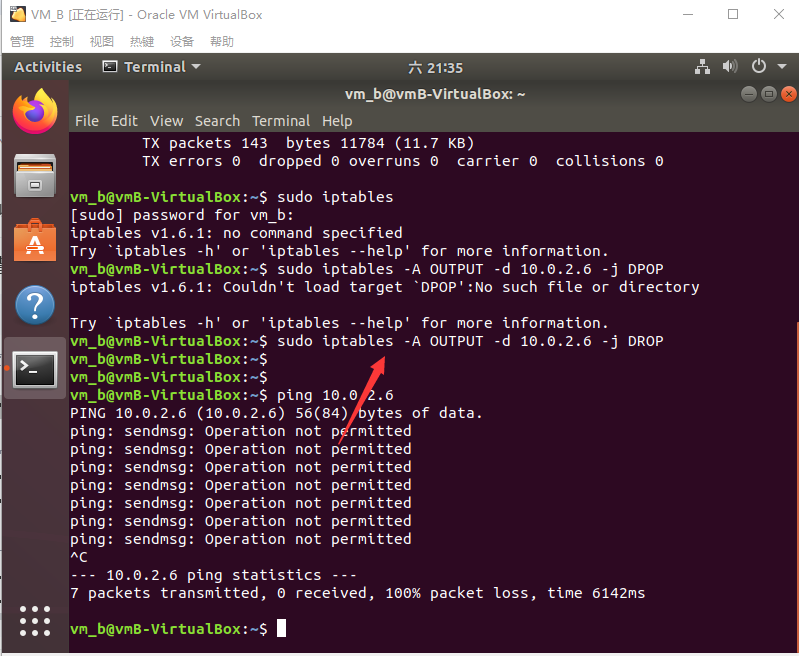 VM_B [正在运行] - Oracle VM VirtualBox
管理 控制 视图 热键 设备 帮助
Activities Terminal 六 21:35
vm_b@vmB-VirtualBox: ~
File Edit View Search Terminal Help
TX packets 143  bytes 11784 (11.7 KB)
TX errors 0  dropped 0 overruns 0  carrier 0  collisions 0
vm_b@vmB-VirtualBox:~$ sudo iptables
[sudo] password for vm_b:
iptables v1.6.1: no command specified
Try `iptables -h' or 'iptables --help' for more information.
vm_b@vmB-VirtualBox:~$ sudo iptables -A OUTPUT -d 10.0.2.6 -j DPOP
iptables v1.6.1: Couldn't load target `DPOP':No such file or directory
Try `iptables -h' or 'iptables --help' for more information.
vm_b@vmB-VirtualBox:~$ sudo iptables -A OUTPUT -d 10.0.2.6 -j DROP
vm_b@vmB-VirtualBox:~$
vm_b@vmB-VirtualBox:~$
vm_b@vmB-VirtualBox:~$ ping 10.0.2.6
PING 10.0.2.6 (10.0.2.6) 56(84) bytes of data.
ping: sendmsg: Operation not permitted
ping: sendmsg: Operation not permitted
ping: sendmsg: Operation not permitted
ping: sendmsg: Operation not permitted
ping: sendmsg: Operation not permitted
ping: sendmsg: Operation not permitted
ping: sendmsg: Operation not permitted
^C
--- 10.0.2.6 ping statistics ---
7 packets transmitted, 0 received, 100% packet loss, time 6142ms
vm_b@vmB-VirtualBox:~$